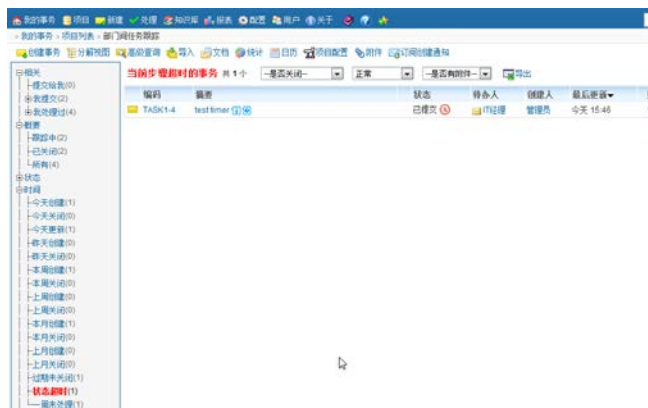 我的事务 项目 新建 处理 知识库 报表 配置 用户 关于
我的事务 项目列表 部门间任务跟踪
创建事务 分解视图 高级查询 导入 文档 统计 日历 项目配置 附件 订阅创建通知
相关
提交给我(0)
我提交(2)
我处理过(4)
概要
跟踪中(2)
已关闭(2)
所有(4)
状态
时间
今天创建(1)
今天关闭(0)
今天更新(1)
昨天创建(0)
昨天关闭(0)
本周创建(1)
本周关闭(0)
上周创建(0)
上周关闭(0)
本月创建(1)
本月关闭(0)
上月创建(0)
上月关闭(0)
过期未关闭(1)
状态超时(1)
一周未处理(1)
当前步骤超时的事务 共 1 个 --是否关闭-- 正常 --是否有附件-- 导出
编码 摘要 状态 待办人 创建人 最后更新
TASK1-4 test timer 已提交 IT经理 管理员 今天 15:46